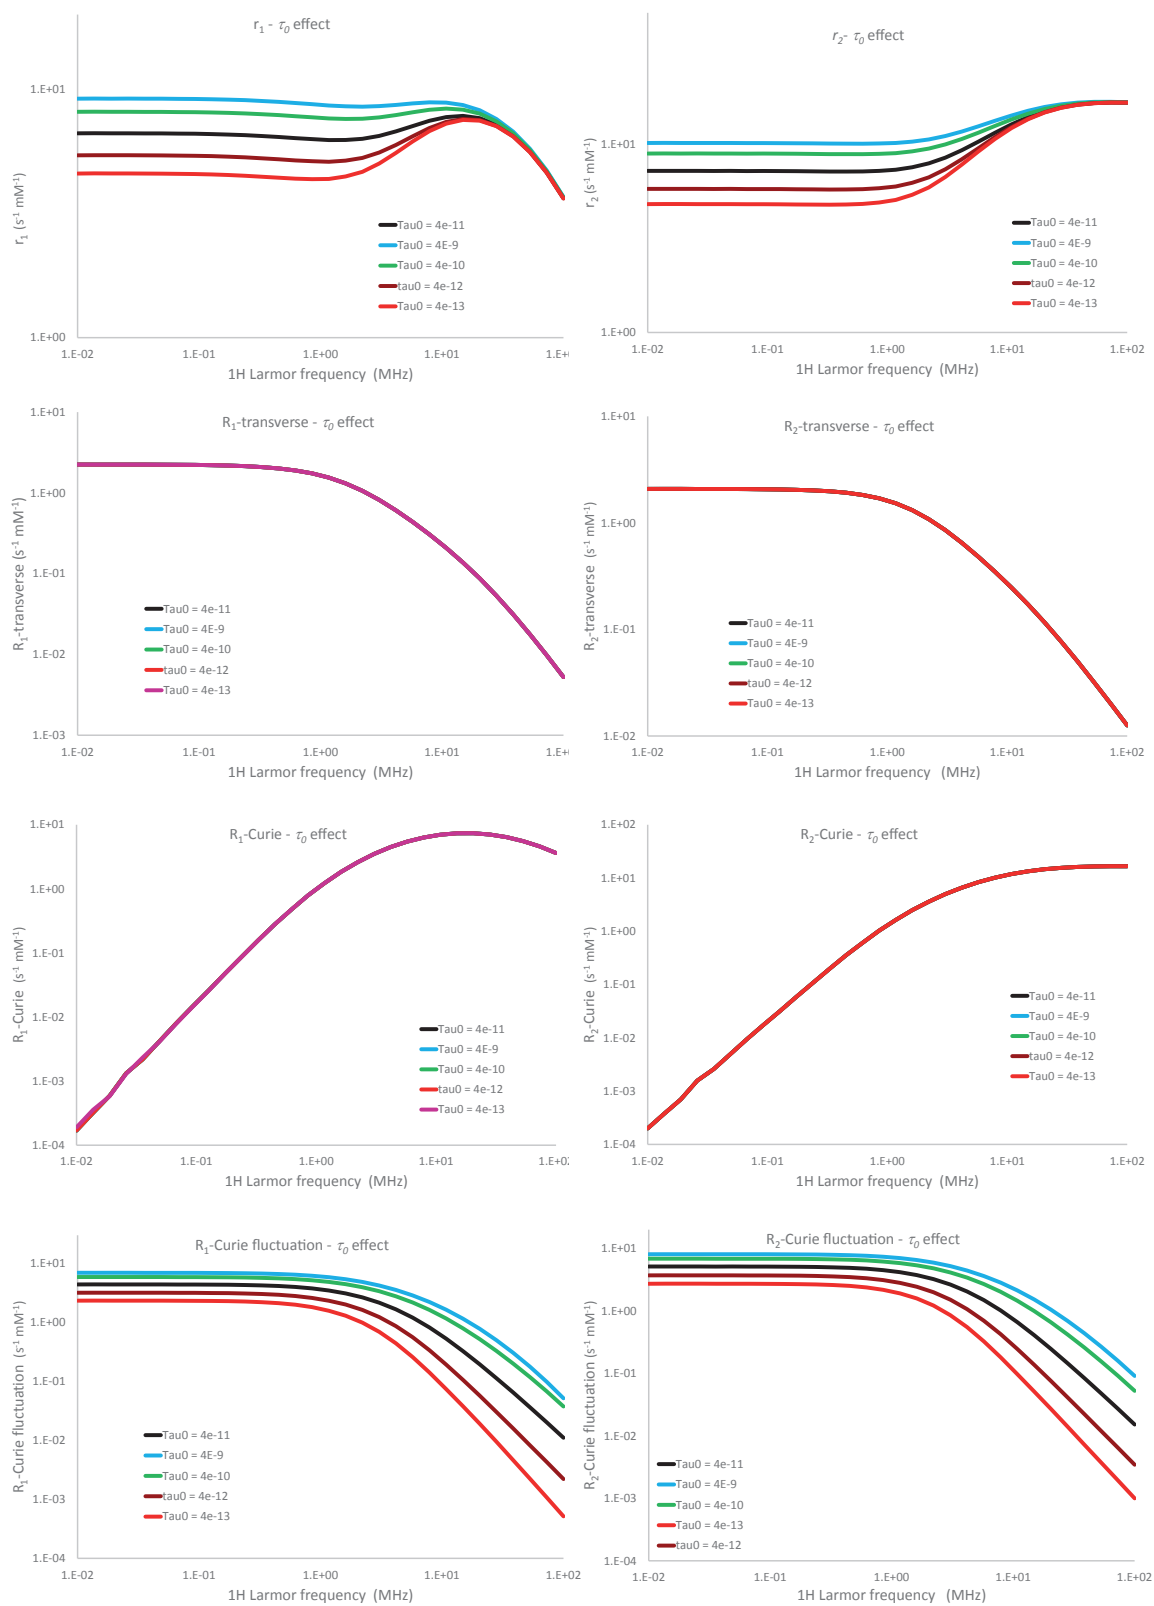 r₁ - τ₀ effect
1.E+01
1.E+00
r₁ (s⁻¹ mM⁻¹)
Tau0 = 4e-11
Tau0 = 4E-9
Tau0 = 4e-10
tau0 = 4e-12
Tau0 = 4e-13
1.E-02 1.E-01 1.E+00 1.E+01
1H Larmor frequency (MHz)
r₂- τ₀ effect
1.E+01
1.E+00
r₂ (s⁻¹ mM⁻¹)
Tau0 = 4e-11
Tau0 = 4E-9
Tau0 = 4e-10
tau0 = 4e-12
Tau0 = 4e-13
1.E-02 1.E-01 1.E+00 1.E+01 1.E+02
1H Larmor frequency (MHz)
R₁-transverse - τ₀ effect
1.E+01
1.E+00
1.E-01
1.E-02
1.E-03
R₁-transverse (s⁻¹ mM⁻¹)
Tau0 = 4e-11
Tau0 = 4E-9
Tau0 = 4e-10
tau0 = 4e-12
Tau0 = 4e-13
1.E-02 1.E-01 1.E+00 1.E+01
1H Larmor frequency (MHz)
R₂-transverse - τ₀ effect
1.E+01
1.E+00
1.E-01
1.E-02
R₂-transverse (s⁻¹ mM⁻¹)
Tau0 = 4e-11
Tau0 = 4E-9
Tau0 = 4e-10
tau0 = 4e-12
Tau0 = 4e-13
1.E-02 1.E-01 1.E+00 1.E+01 1.E+02
1H Larmor frequency (MHz)
R₁-Curie - τ₀ effect
1.E+01
1.E+00
1.E-01
1.E-02
1.E-03
1.E-04
R₁-Curie (s⁻¹ mM⁻¹)
Tau0 = 4e-11
Tau0 = 4E-9
Tau0 = 4e-10
tau0 = 4e-12
Tau0 = 4e-13
1.E-02 1.E-01 1.E+00 1.E+01
1H Larmor frequency (MHz)
R₂-Curie - τ₀ effect
1.E+02
1.E+01
1.E+00
1.E-01
1.E-02
1.E-03
1.E-04
R₂-Curie (s⁻¹ mM⁻¹)
Tau0 = 4e-11
Tau0 = 4E-9
Tau0 = 4e-10
tau0 = 4e-12
Tau0 = 4e-13
1.E-02 1.E-01 1.E+00 1.E+01 1.E+02
1H Larmor frequency (MHz)
R₁-Curie fluctuation - τ₀ effect
1.E+01
1.E+00
1.E-01
1.E-02
1.E-03
1.E-04
R₁-Curie fluctuation (s⁻¹ mM⁻¹)
Tau0 = 4e-11
Tau0 = 4E-9
Tau0 = 4e-10
tau0 = 4e-12
Tau0 = 4e-13
1.E-02 1.E-01 1.E+00 1.E+01 1.E+02
1H Larmor frequency (MHz)
R₂-Curie fluctuation - τ₀ effect
1.E+01
1.E+00
1.E-01
1.E-02
1.E-03
1.E-04
R₂-Curie fluctuation (s⁻¹ mM⁻¹)
Tau0 = 4e-11
Tau0 = 4E-9
Tau0 = 4e-10
Tau0 = 4e-13
tau0 = 4e-12
1.E-02 1.E-01 1.E+00 1.E+01 1.E+02
1H Larmor frequency (MHz)